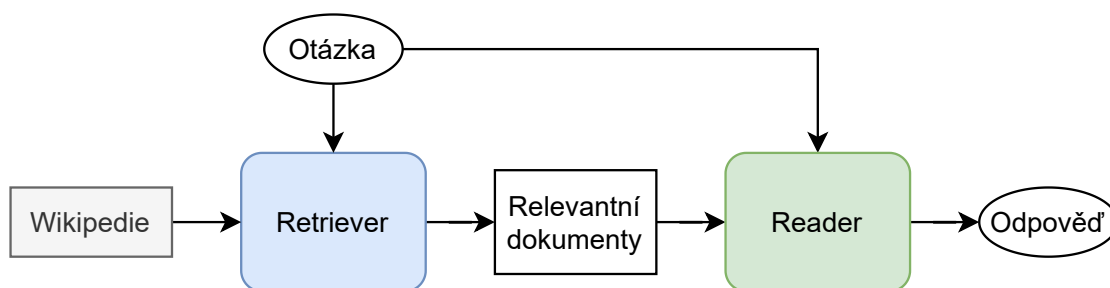 Otázka
Wikipedie
Retriever
Relevantní
dokumenty
Reader
Odpověď